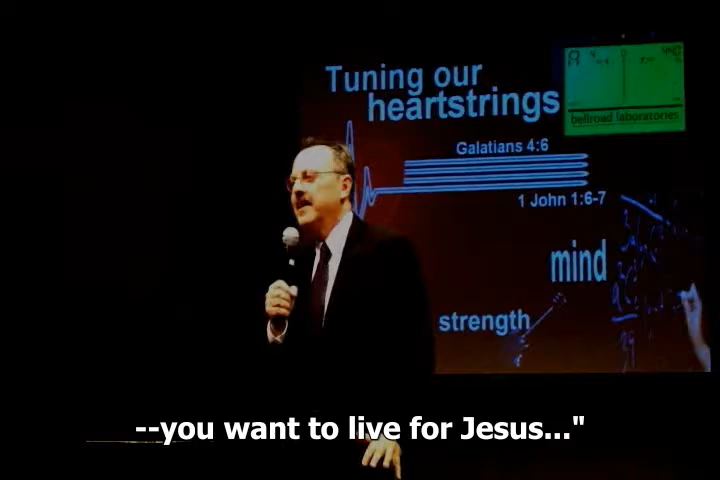 Tuning our
heartstrings
A
440
bellroad laboratories
Galatians 4:6
1 John 1:6-7
mind
strength
--you want to live for Jesus..."